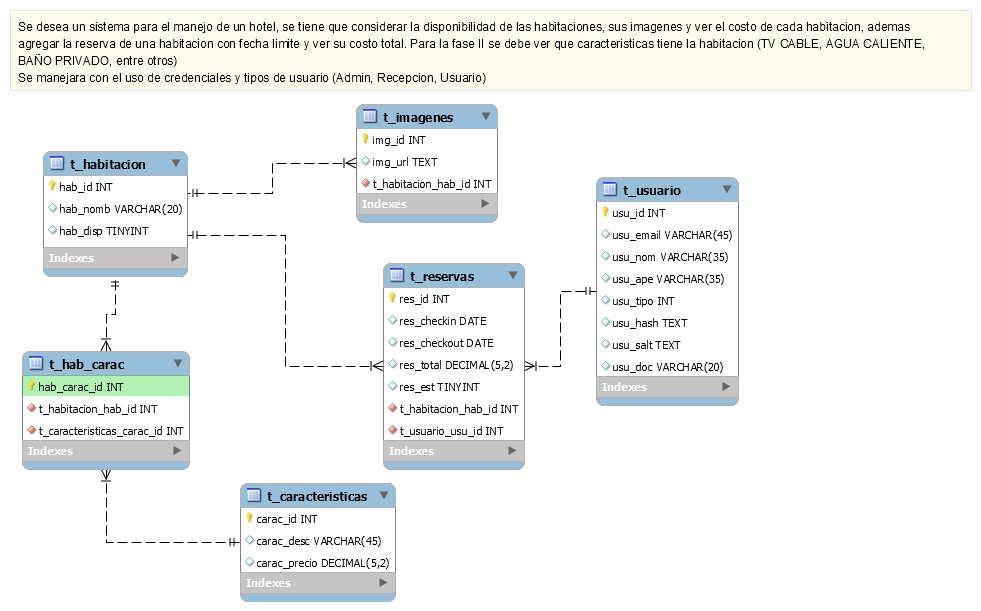 Se desea un sistema para el manejo de un hotel, se tiene que considerar la disponibilidad de las habitaciones, sus imagenes y ver el costo de cada habitacion, ademas
agregar la reserva de una habitacion con fecha limite y ver su costo total. Para la fase II se debe ver que caracteristicas tiene la habitacion (TV CABLE, AGUA CALIENTE,
BAÑO PRIVADO, entre otros)
Se manejara con el uso de credenciales y tipos de usuario (Admin, Recepcion, Usuario)
t_imagenes
img_id INT
img_url TEXT
t_habitacion_hab_id INT
Indexes
t_habitacion
hab_id INT
hab_nomb VARCHAR(20)
hab_disp TINYINT
Indexes
t_usuario
usu_id INT
usu_email VARCHAR(45)
usu_nom VARCHAR(35)
usu_ape VARCHAR(35)
usu_tipo INT
usu_hash TEXT
usu_salt TEXT
usu_doc VARCHAR(20)
Indexes
t_reservas
res_id INT
res_checkin DATE
res_checkout DATE
res_total DECIMAL(5,2)
res_est TINYINT
t_habitacion_hab_id INT
t_usuario_usu_id INT
Indexes
t_hab_carac
hab_carac_id INT
t_habitacion_hab_id INT
t_caracteristicas_carac_id INT
Indexes
t_caracteristicas
carac_id INT
carac_desc VARCHAR(45)
carac_precio DECIMAL(5,2)
Indexes